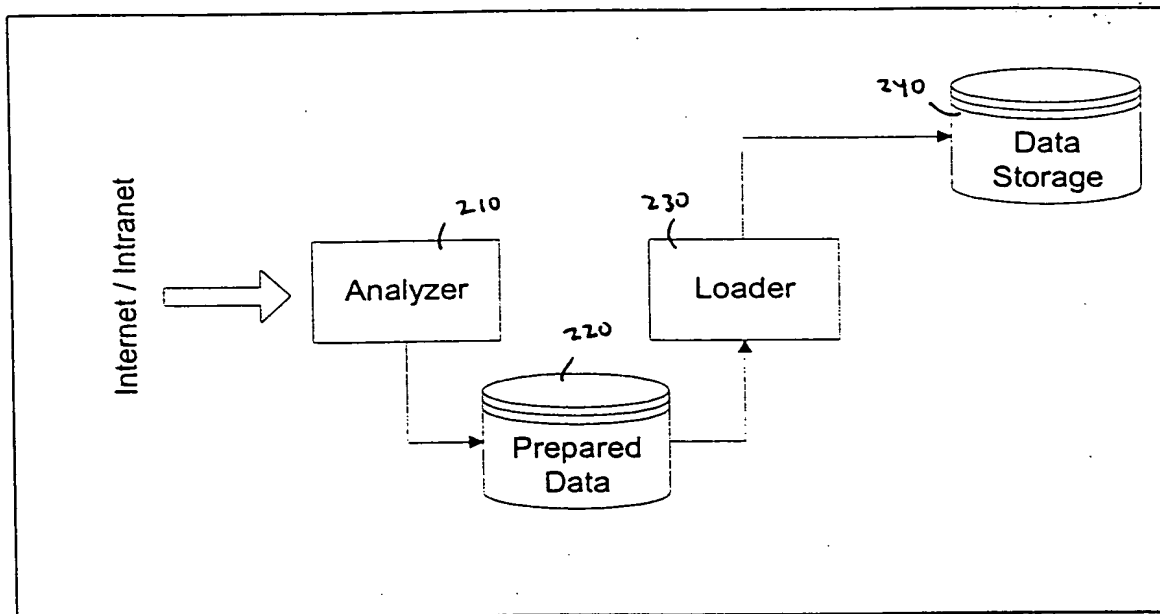 240
Data
Storage
Internet / Intranet
210
230
Analyzer
Loader
220
Prepared
Data